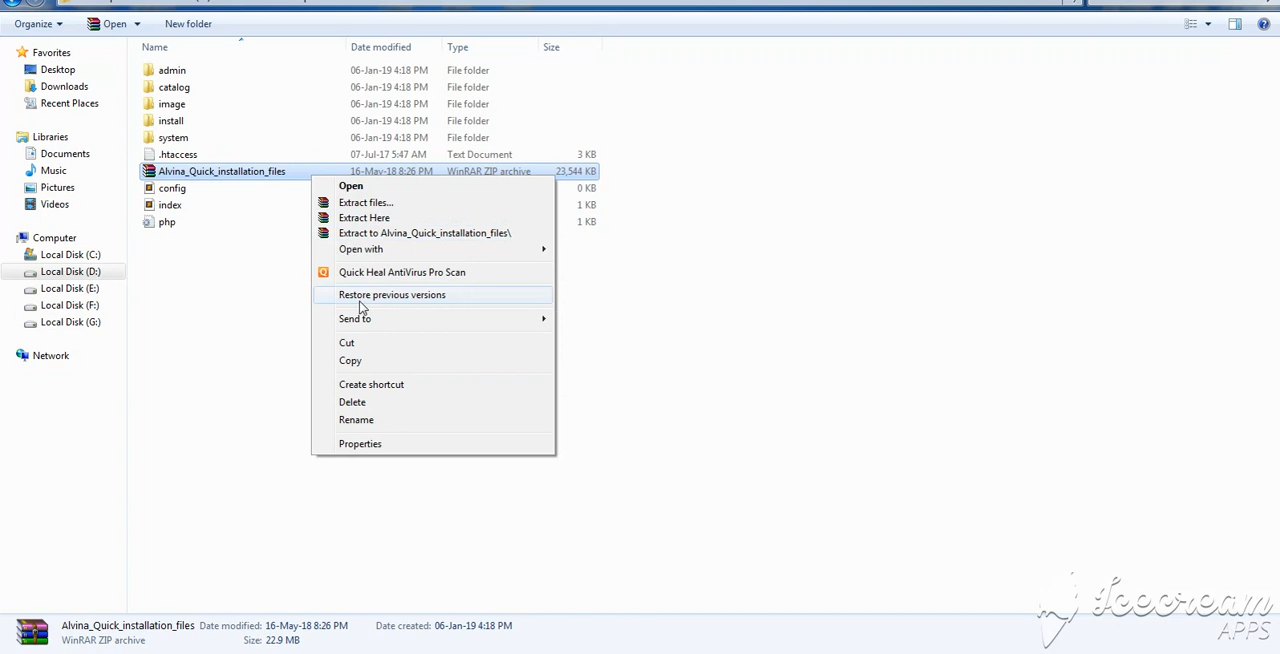 Organize Open New folder
Name Date modified Type Size
Favorites
Desktop
Downloads
Recent Places
Libraries
Documents
Music
Pictures
Videos
Computer
Local Disk (C:)
Local Disk (D:)
Local Disk (E:)
Local Disk (F:)
Local Disk (G:)
Network
admin 06-Jan-19 4:18 PM File folder
catalog 06-Jan-19 4:18 PM File folder
image 06-Jan-19 4:18 PM File folder
install 06-Jan-19 4:18 PM File folder
system 06-Jan-19 4:18 PM File folder
.htaccess 07-Jul-17 5:47 AM Text Document 3 KB
Alvina_Quick_installation_files 16-May-18 8:26 PM WinRAR ZIP archive 23,544 KB
config 0 KB
index 1 KB
php 1 KB
Open
Extract files...
Extract Here
Extract to Alvina_Quick_installation_files\
Open with
Quick Heal AntiVirus Pro Scan
Restore previous versions
Send to
Cut
Copy
Create shortcut
Delete
Rename
Properties
Alvina_Quick_installation_files Date modified: 16-May-18 8:26 PM Date created: 06-Jan-19 4:18 PM
WinRAR ZIP archive Size: 22.9 MB
Icecream
APPS